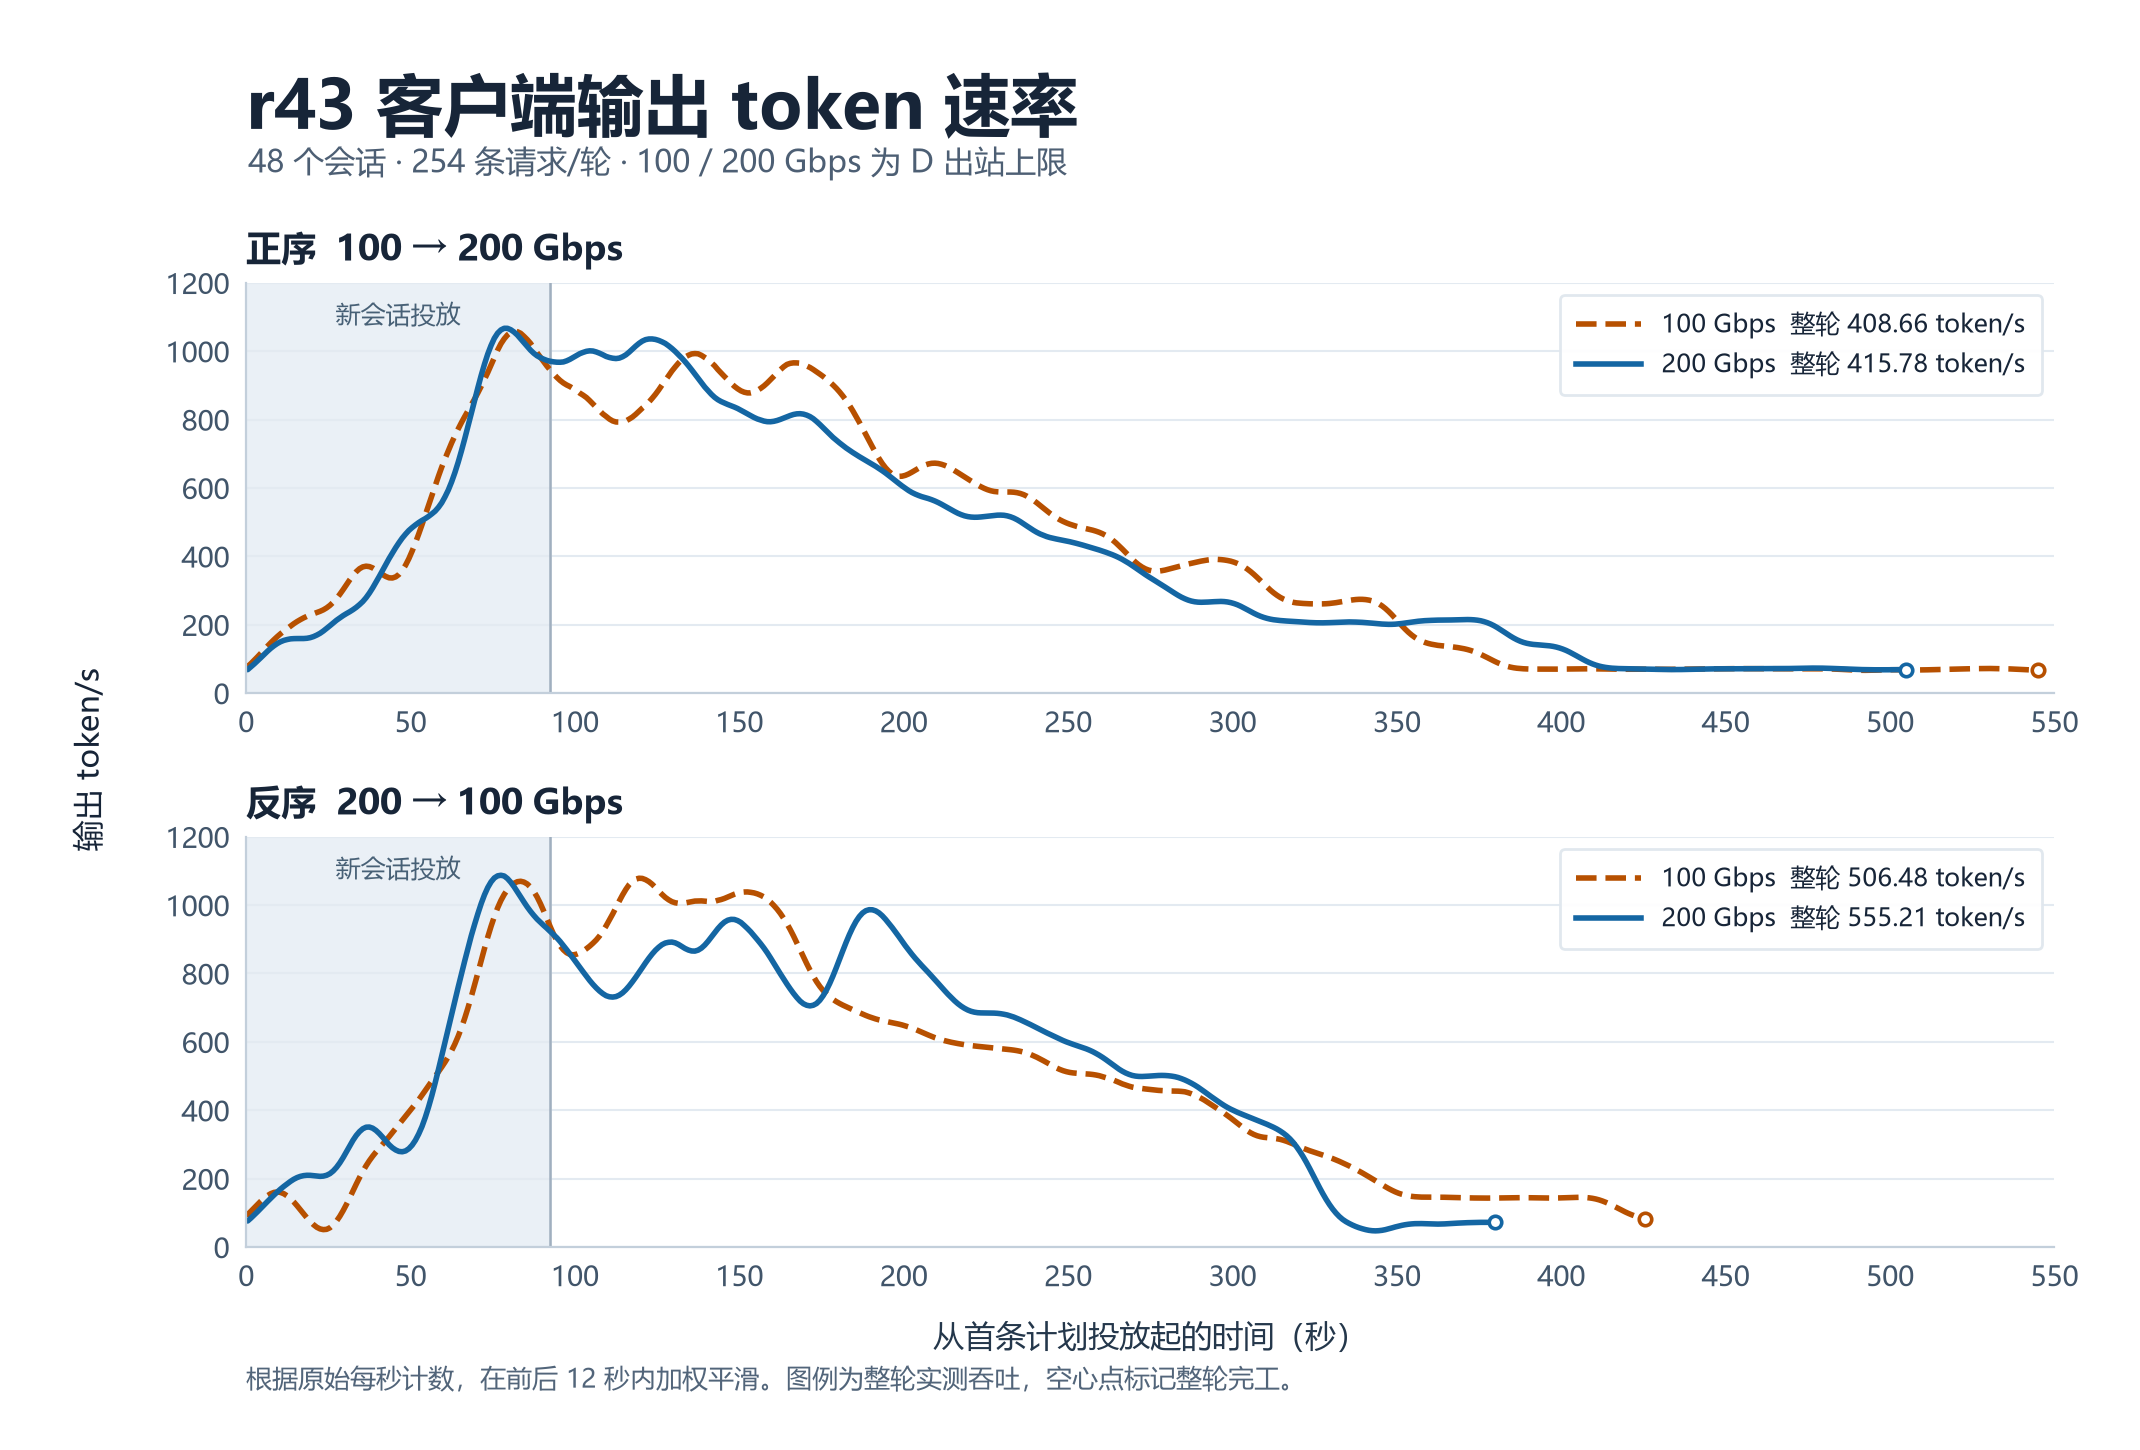 r43 客户端输出 token 速率
48 个会话 · 254 条请求/轮 · 100 / 200 Gbps 为 D 出站上限
正序 100 → 200 Gbps
新会话投放
100 Gbps 整轮 408.66 token/s
200 Gbps 整轮 415.78 token/s
1200
1000
800
600
400
200
0
0 50 100 150 200 250 300 350 400 450 500 550
输出 token/s
反序 200 → 100 Gbps
新会话投放
100 Gbps 整轮 506.48 token/s
200 Gbps 整轮 555.21 token/s
1200
1000
800
600
400
200
0
0 50 100 150 200 250 300 350 400 450 500 550
从首条计划投放起的时间（秒）
根据原始每秒计数，在前后 12 秒内加权平滑。图例为整轮实测吞吐，空心点标记整轮完工。